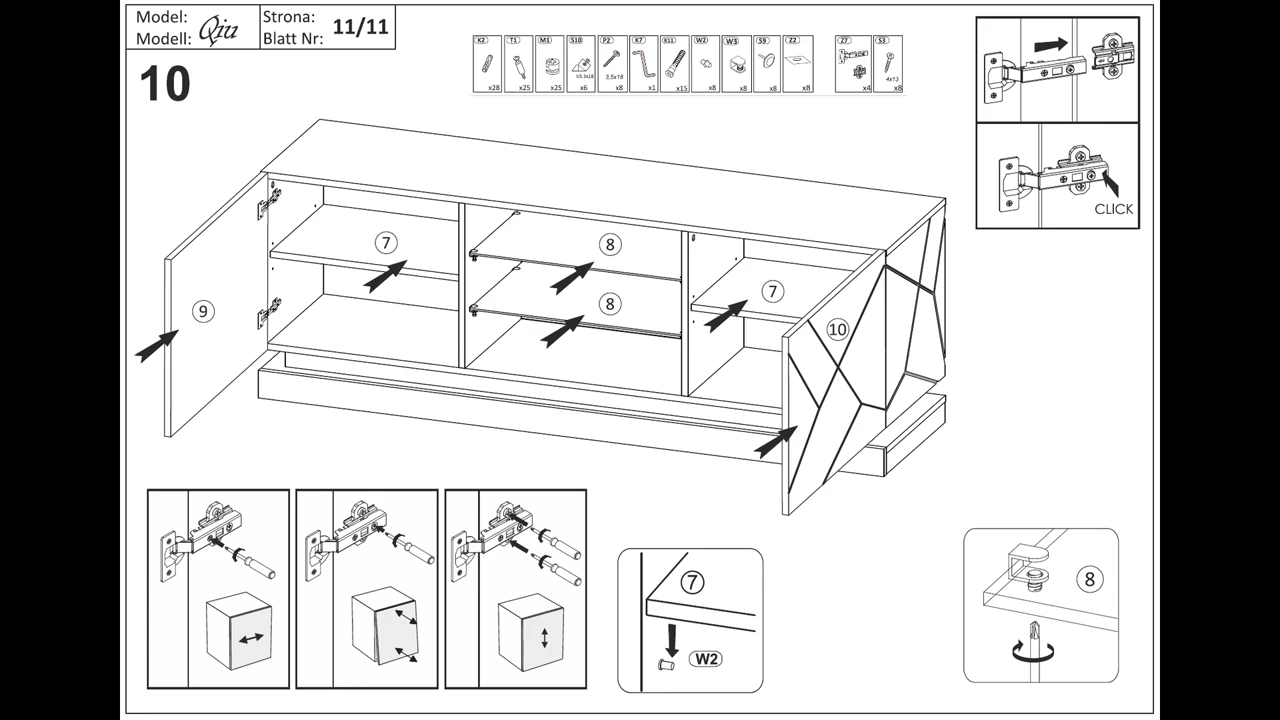 Model: Qiu
Modell:
Strona: 11/11
Blatt Nr:
10
K2 T1 M1 S10 P2 K7 K11 W2 W3 S9 Z2 Z7 S3
3,5x18 4x13
x28 x25 x25 x6 x8 x1 x15 x8 x8 x8 x8 x4 x8
CLICK
7
8
8
7
9
10
7
W2
8